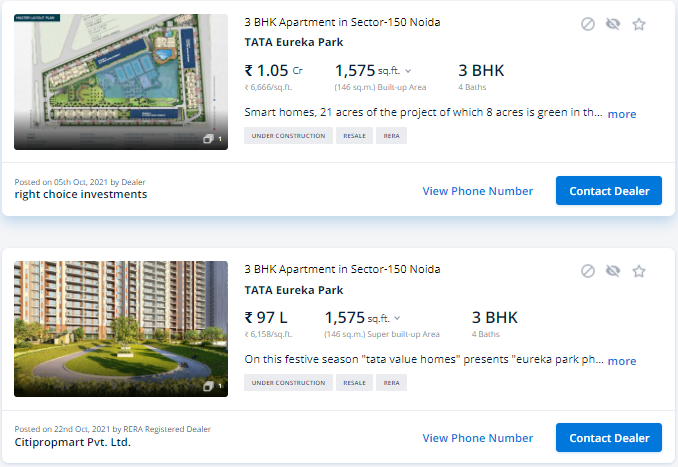 MASTER LAYOUT PLAN
1
3 BHK Apartment in Sector-150 Noida
TATA Eureka Park
₹ 1.05 Cr
₹ 6,666/sq.ft.
1,575 sq.ft.
(146 sq.m.) Built-up Area
3 BHK
4 Baths
Smart homes, 21 acres of the project of which 8 acres is green in th... more
UNDER CONSTRUCTION
RESALE
RERA
Posted on 05th Oct, 2021 by Dealer
right choice investments
View Phone Number
Contact Dealer
1
3 BHK Apartment in Sector-150 Noida
TATA Eureka Park
₹ 97 L
₹ 6,158/sq.ft.
1,575 sq.ft.
(146 sq.m.) Super built-up Area
3 BHK
4 Baths
On this festive season "tata value homes" presents "eureka park ph... more
UNDER CONSTRUCTION
RESALE
RERA
Posted on 22nd Oct, 2021 by RERA Registered Dealer
Citipropmart Pvt. Ltd.
View Phone Number
Contact Dealer